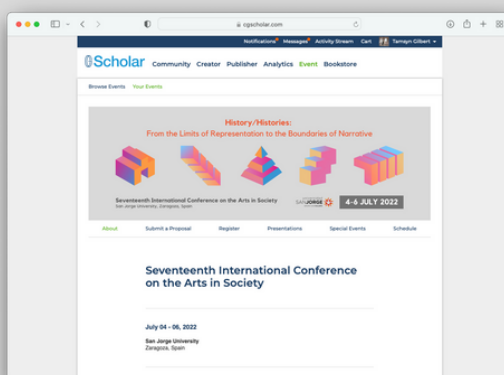 cgscholar.com
Notifications Messages Activity Stream Cart Tamsyn Gilbert
Scholar Community Creator Publisher Analytics Event Bookstore
Browse Events Your Events
History/Histories:
From the Limits of Representation to the Boundaries of Narrative
Seventeenth International Conference on the Arts in Society
San Jorge University, Zaragoza, Spain
SANJORGE
4-6 JULY 2022
About Submit a Proposal Register Presentations Special Events Schedule
Seventeenth International Conference
on the Arts in Society
July 04 - 06, 2022
San Jorge University
Zaragoza, Spain